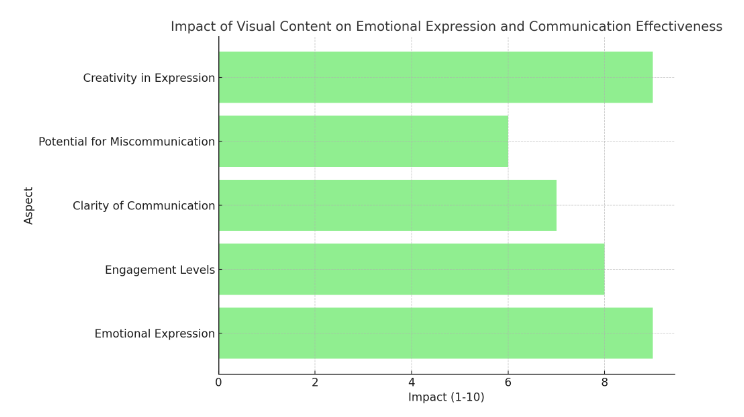 Impact of Visual Content on Emotional Expression and Communication Effectiveness
Creativity in Expression
Potential for Miscommunication
Clarity of Communication
Engagement Levels
Emotional Expression
Aspect
0 2 4 6 8
Impact (1-10)